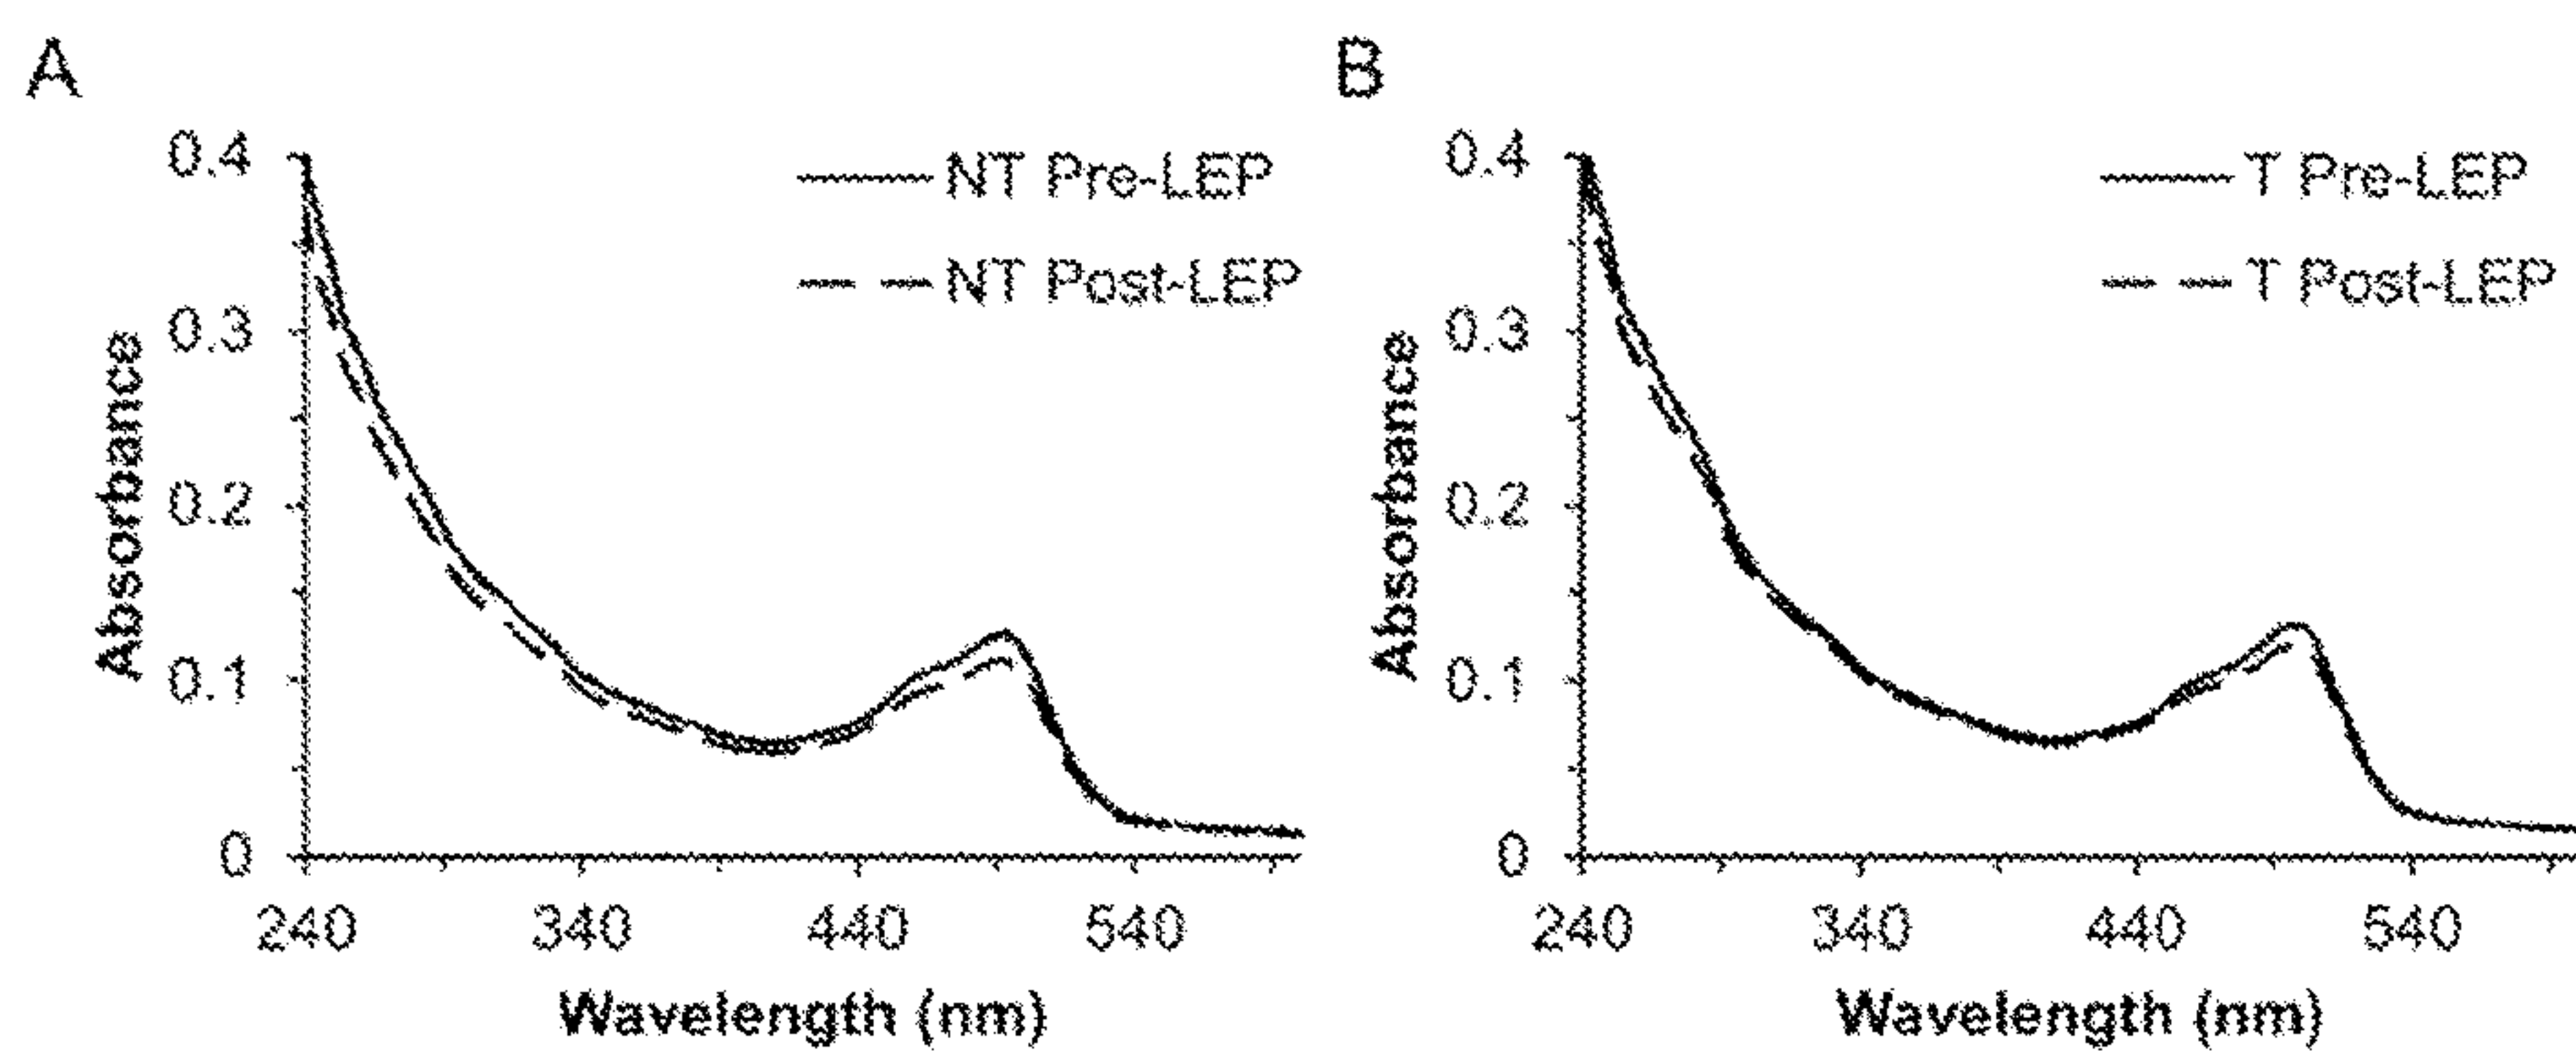 A
0.4
0.3
0.2
0.1
0
Absorbance
NT Pre-LEP
NT Post-LEP
240 340 440 540
Wavelength (nm)
B
0.4
0.3
0.2
0.1
0
Absorbance
T Pre-LEP
T Post-LEP
240 340 440 540
Wavelength (nm)